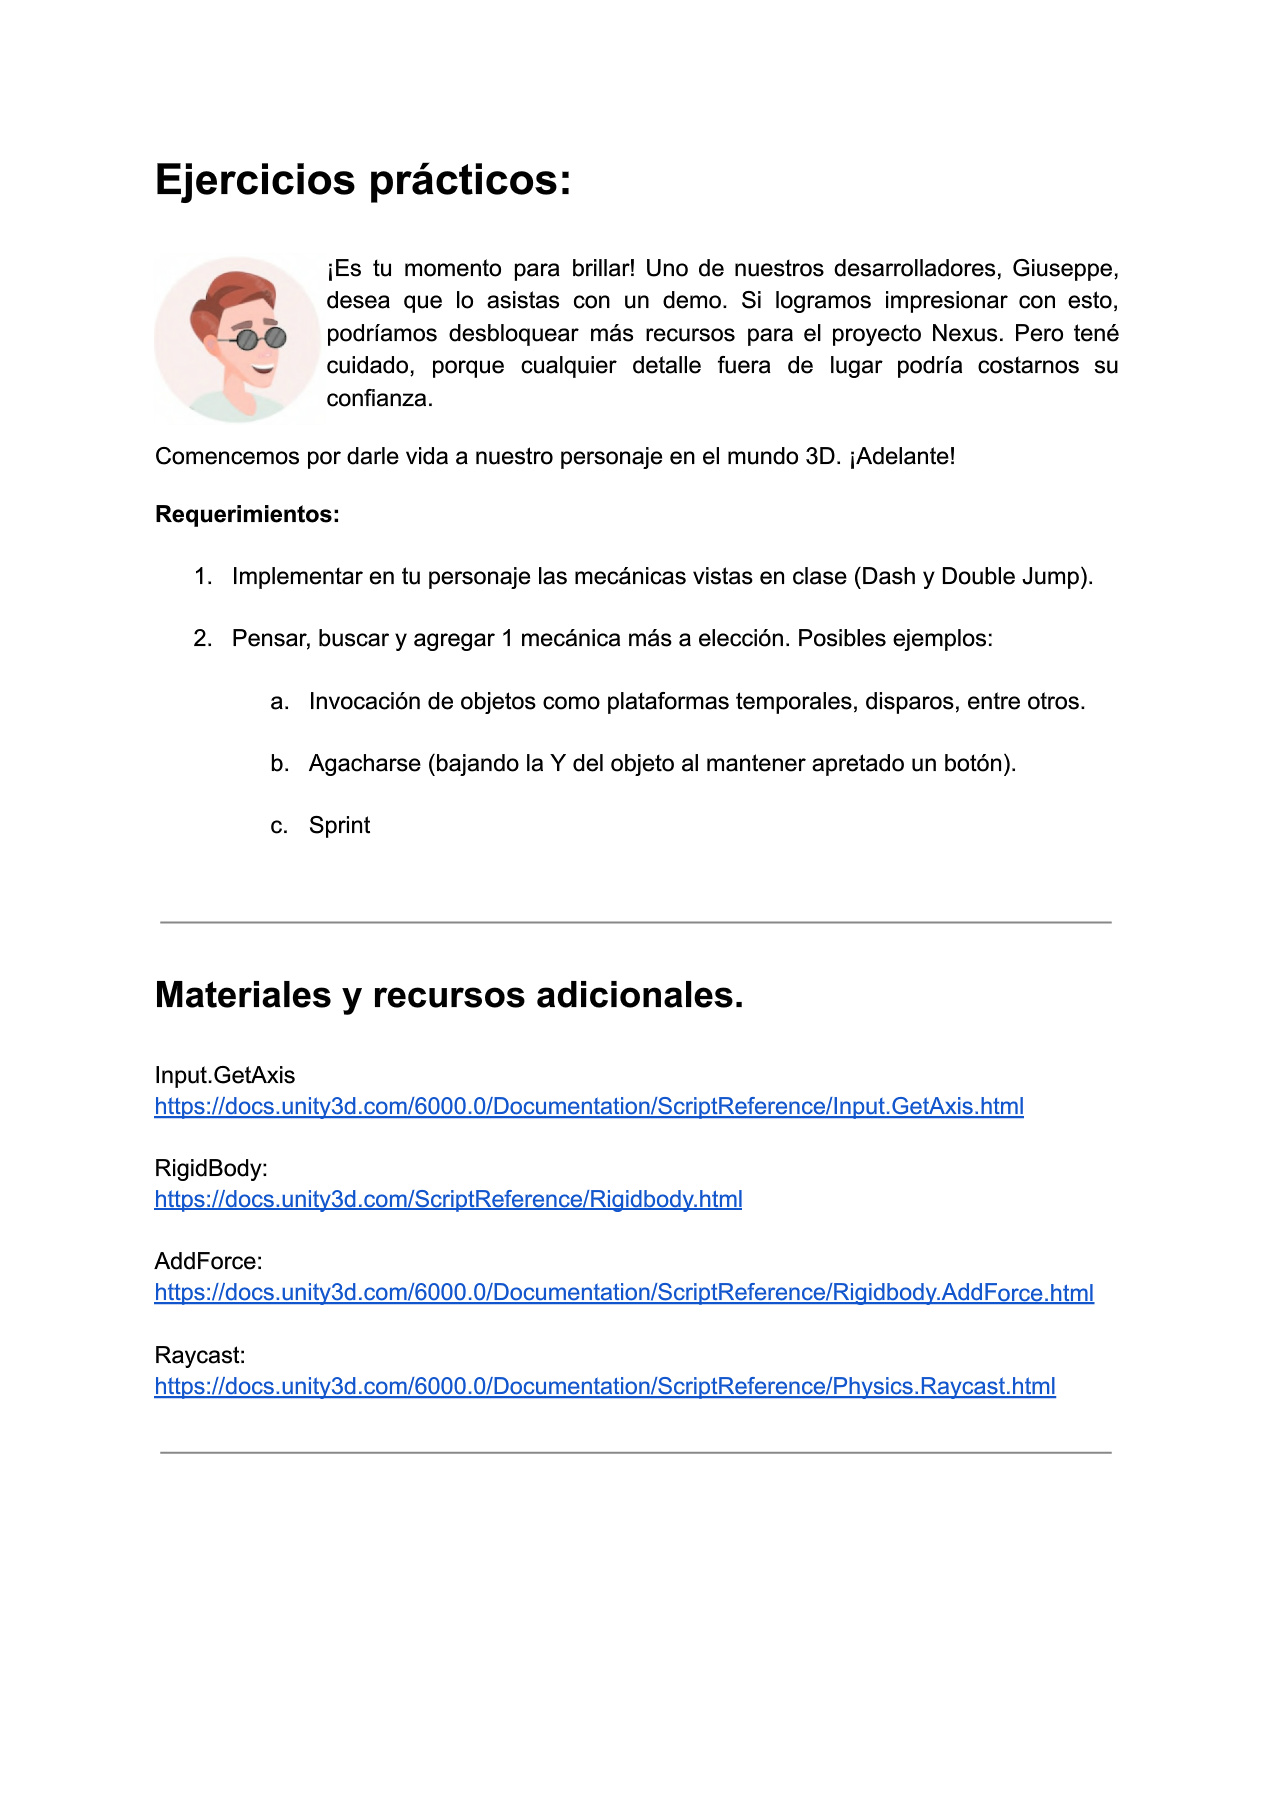 Ejercicios prácticos:
¡Es tu momento para brillar! Uno de nuestros desarrolladores, Giuseppe,
desea que lo asistas con un demo. Si logramos impresionar con esto,
podríamos desbloquear más recursos para el proyecto Nexus. Pero tené
cuidado, porque cualquier detalle fuera de lugar podría costarnos su
confianza.
Comencemos por darle vida a nuestro personaje en el mundo 3D. ¡Adelante!
Requerimientos:
1. Implementar en tu personaje las mecánicas vistas en clase (Dash y Double Jump).
2. Pensar, buscar y agregar 1 mecánica más a elección. Posibles ejemplos:
a. Invocación de objetos como plataformas temporales, disparos, entre otros.
b. Agacharse (bajando la Y del objeto al mantener apretado un botón).
c. Sprint
Materiales y recursos adicionales.
Input.GetAxis
https://docs.unity3d.com/6000.0/Documentation/ScriptReference/Input.GetAxis.html
RigidBody:
https://docs.unity3d.com/ScriptReference/Rigidbody.html
AddForce:
https://docs.unity3d.com/6000.0/Documentation/ScriptReference/Rigidbody.AddForce.html
Raycast:
https://docs.unity3d.com/6000.0/Documentation/ScriptReference/Physics.Raycast.html